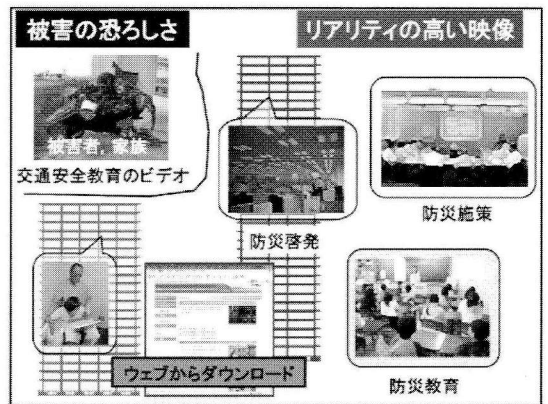 被害の恐ろしさ
リアリティの高い映像
被害者,家族
交通安全教育のビデオ
防災啓発
防災施策
ウェブからダウンロード
防災教育